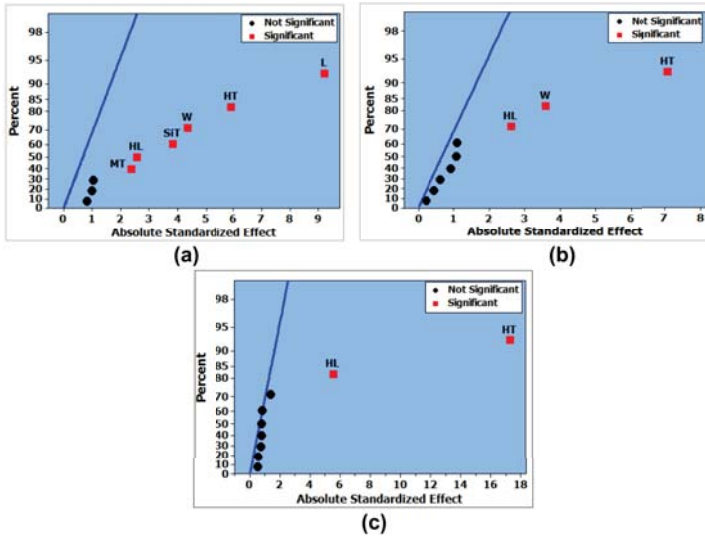 98
95
90
85
80
70
60
50
40
30
20
10
0
Percent
Not Significant
Significant
L
HT
W
SiT
HL
MT
0 1 2 3 4 5 6 7 8 9
Absolute Standardized Effect
(a)
98
95
90
85
80
70
60
50
40
30
20
10
0
Percent
Not Significant
Significant
HT
W
HL
0 1 2 3 4 5 6 7 8
Absolute Standardized Effect
(b)
98
95
90
85
80
70
60
50
40
30
20
10
0
Percent
Not Significant
Significant
HT
HL
0 2 4 6 8 10 12 14 16 18
Absolute Standardized Effect
(c)